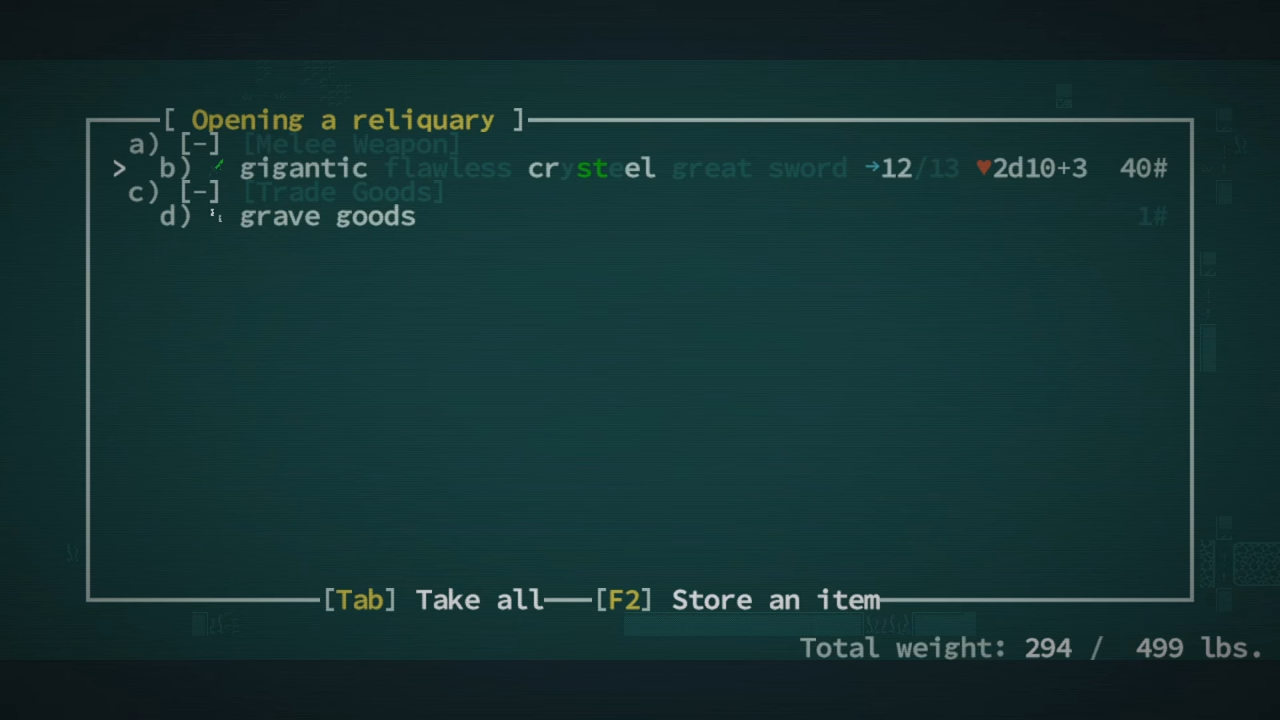 [ Opening a reliquary ]
a) [-] [Melee Weapon]
> b) gigantic flawless crysteel great sword →12/13 ♥2d10+3 40#
c) [-] [Trade Goods]
d) grave goods 1#
[Tab] Take all [F2] Store an item
Total weight: 294 / 499 lbs.